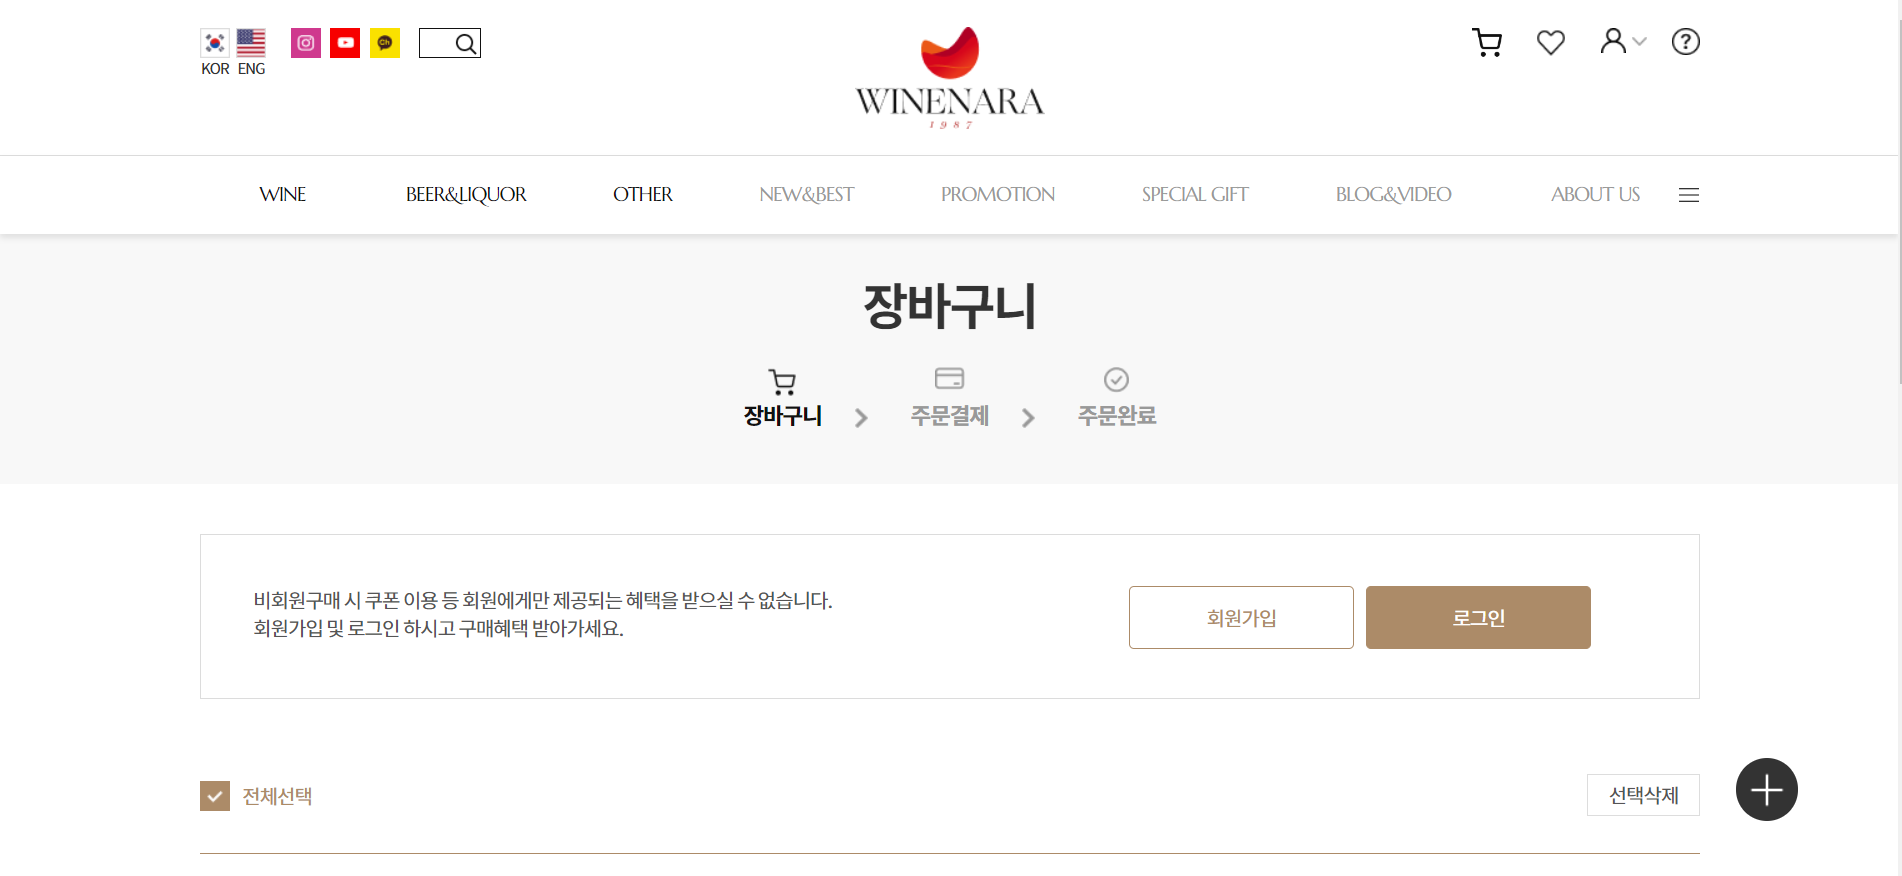 KOR ENG
Ch
WINENARA
1987
WINE BEER&LIQUOR OTHER NEW&BEST PROMOTION SPECIAL GIFT BLOG&VIDEO ABOUT US
장바구니
장바구니 주문결제 주문완료
비회원구매 시 쿠폰 이용 등 회원에게만 제공되는 혜택을 받으실 수 없습니다.
회원가입 및 로그인 하시고 구매혜택 받아가세요.
회원가입 로그인
전체선택 선택삭제